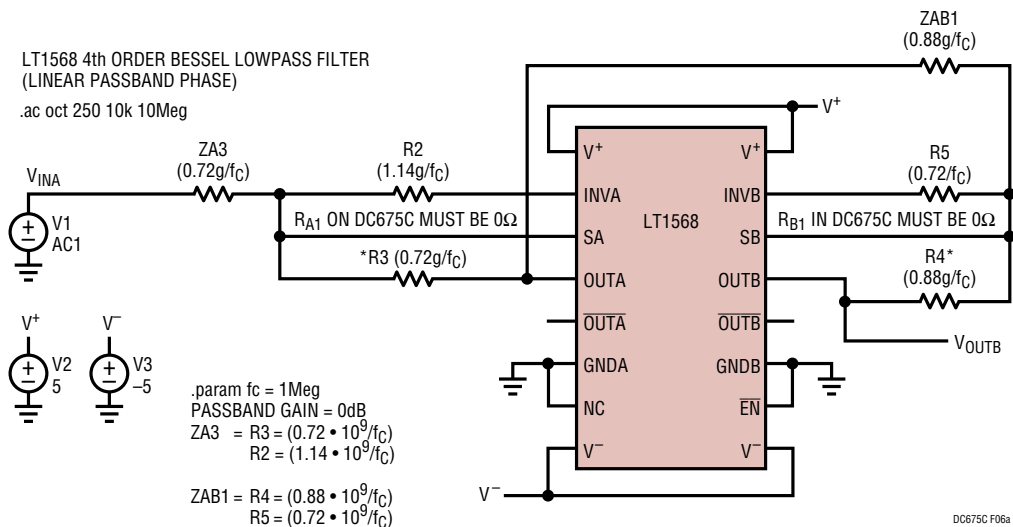 LT1568 4th ORDER BESSEL LOWPASS FILTER
(LINEAR PASSBAND PHASE)
.ac oct 250 10k 10Meg
ZAB1
(0.88g/fC)
V+
ZA3
(0.72g/fC)
R2
(1.14g/fC)
VINA
V1
AC1
RA1 ON DC675C MUST BE 0Ω
*R3 (0.72g/fC)
V+
INVA
SA
OUTA
OUTA
GNDA
NC
V−
LT1568
V+
INVB
SB
OUTB
OUTB
GNDB
EN
V−
R5
(0.72/fC)
RB1 IN DC675C MUST BE 0Ω
R4*
(0.88g/fC)
VOUTB
V+
V2
5
V−
V3
–5
.param fc = 1Meg
PASSBAND GAIN = 0dB
ZA3 = R3 = (0.72 • 10^9/fC)
R2 = (1.14 • 10^9/fC)
ZAB1 = R4 = (0.88 • 10^9/fC)
R5 = (0.72 • 10^9/fC)
V−
DC675C F06a